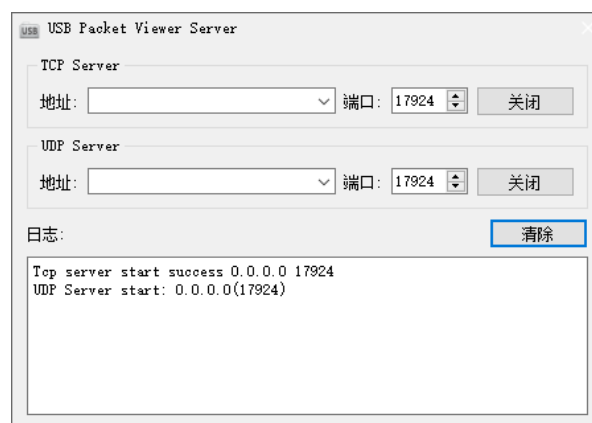 USB USB Packet Viewer Server
TCP Server
地址: 端口: 17924 关闭
UDP Server
地址: 端口: 17924 关闭
日志: 清除
Tcp server start success 0.0.0.0 17924
UDP Server start: 0.0.0.0(17924)